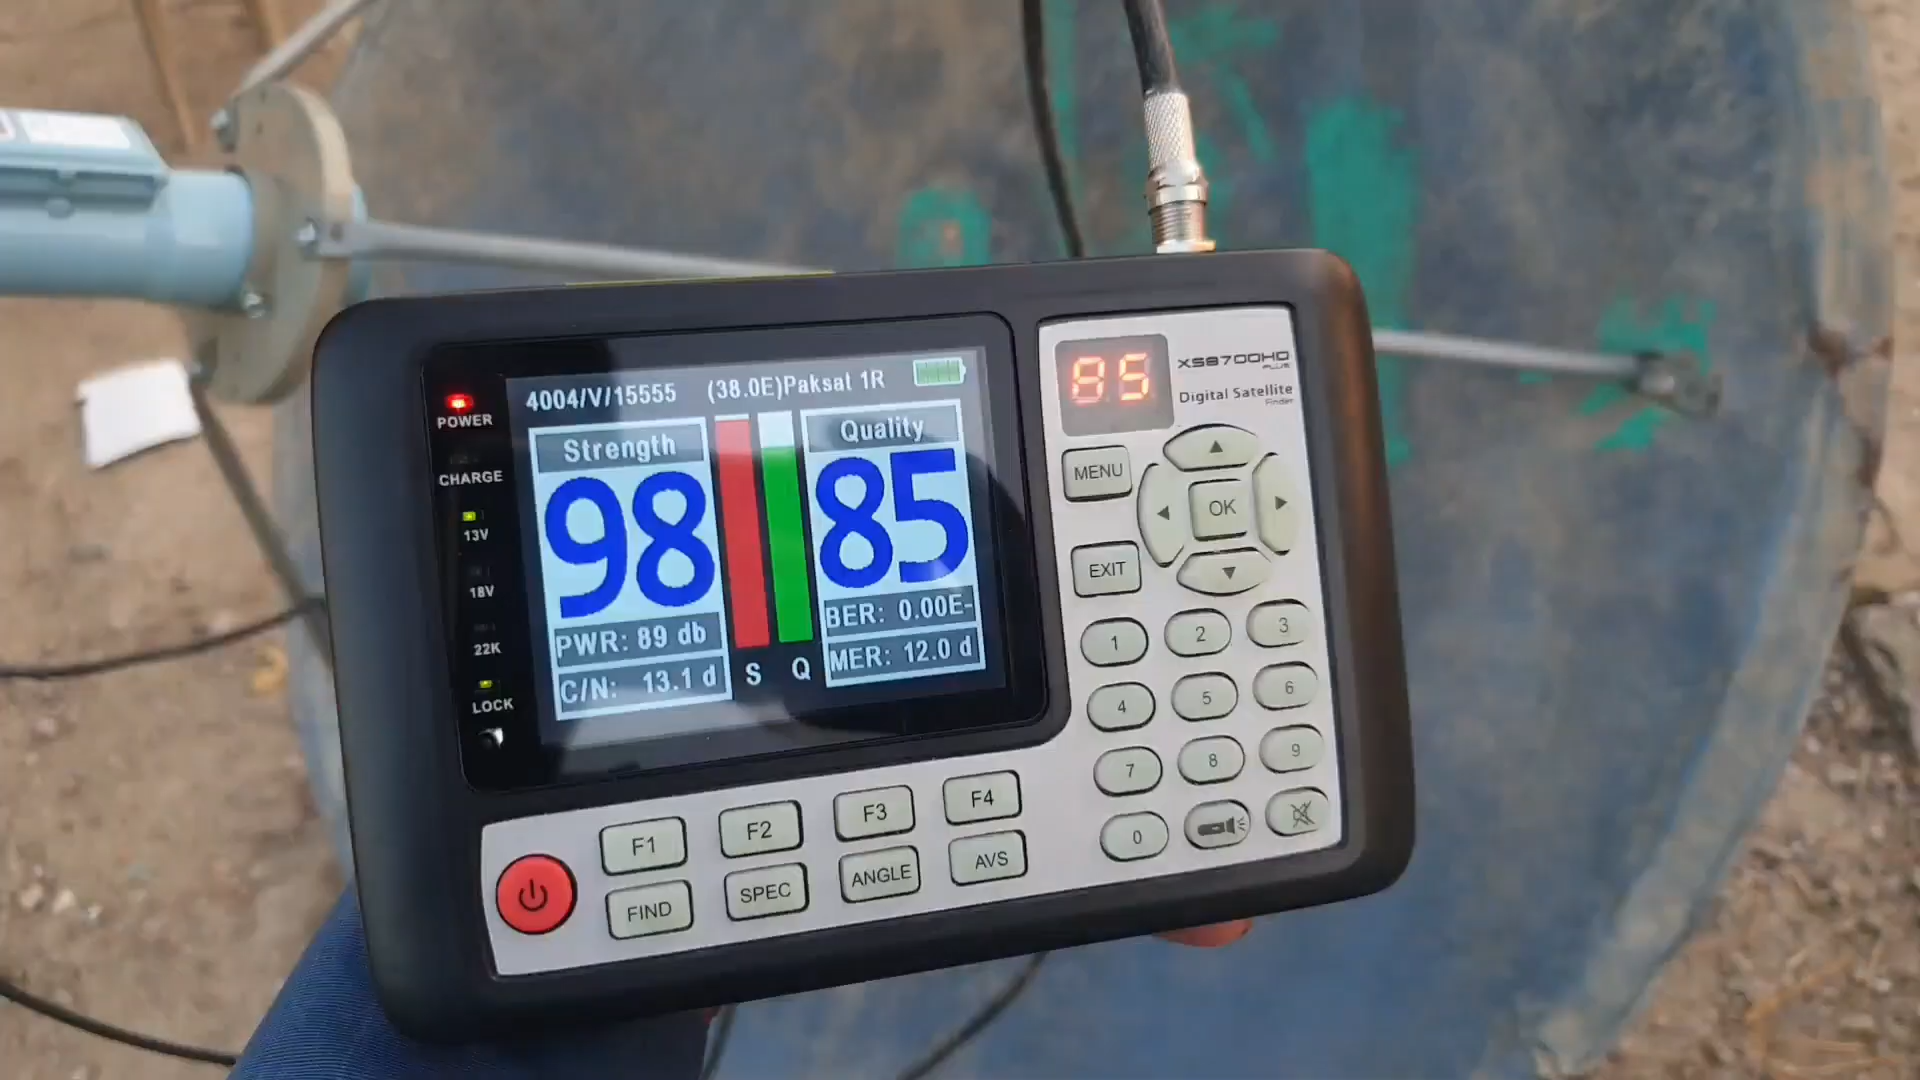 4004/V/15555 (38.0E)Paksat 1R
Strength
98
PWR: 89 db
C/N: 13.1 d
S Q
Quality
85
BER: 0.00E-
MER: 12.0 d
POWER
CHARGE
13V
18V
22K
LOCK
85
XS8700HD
PLUS
Digital Satellite
Finder
MENU
OK
EXIT
1 2 3
4 5 6
7 8 9
0
F1 F2 F3 F4
FIND SPEC ANGLE AVS